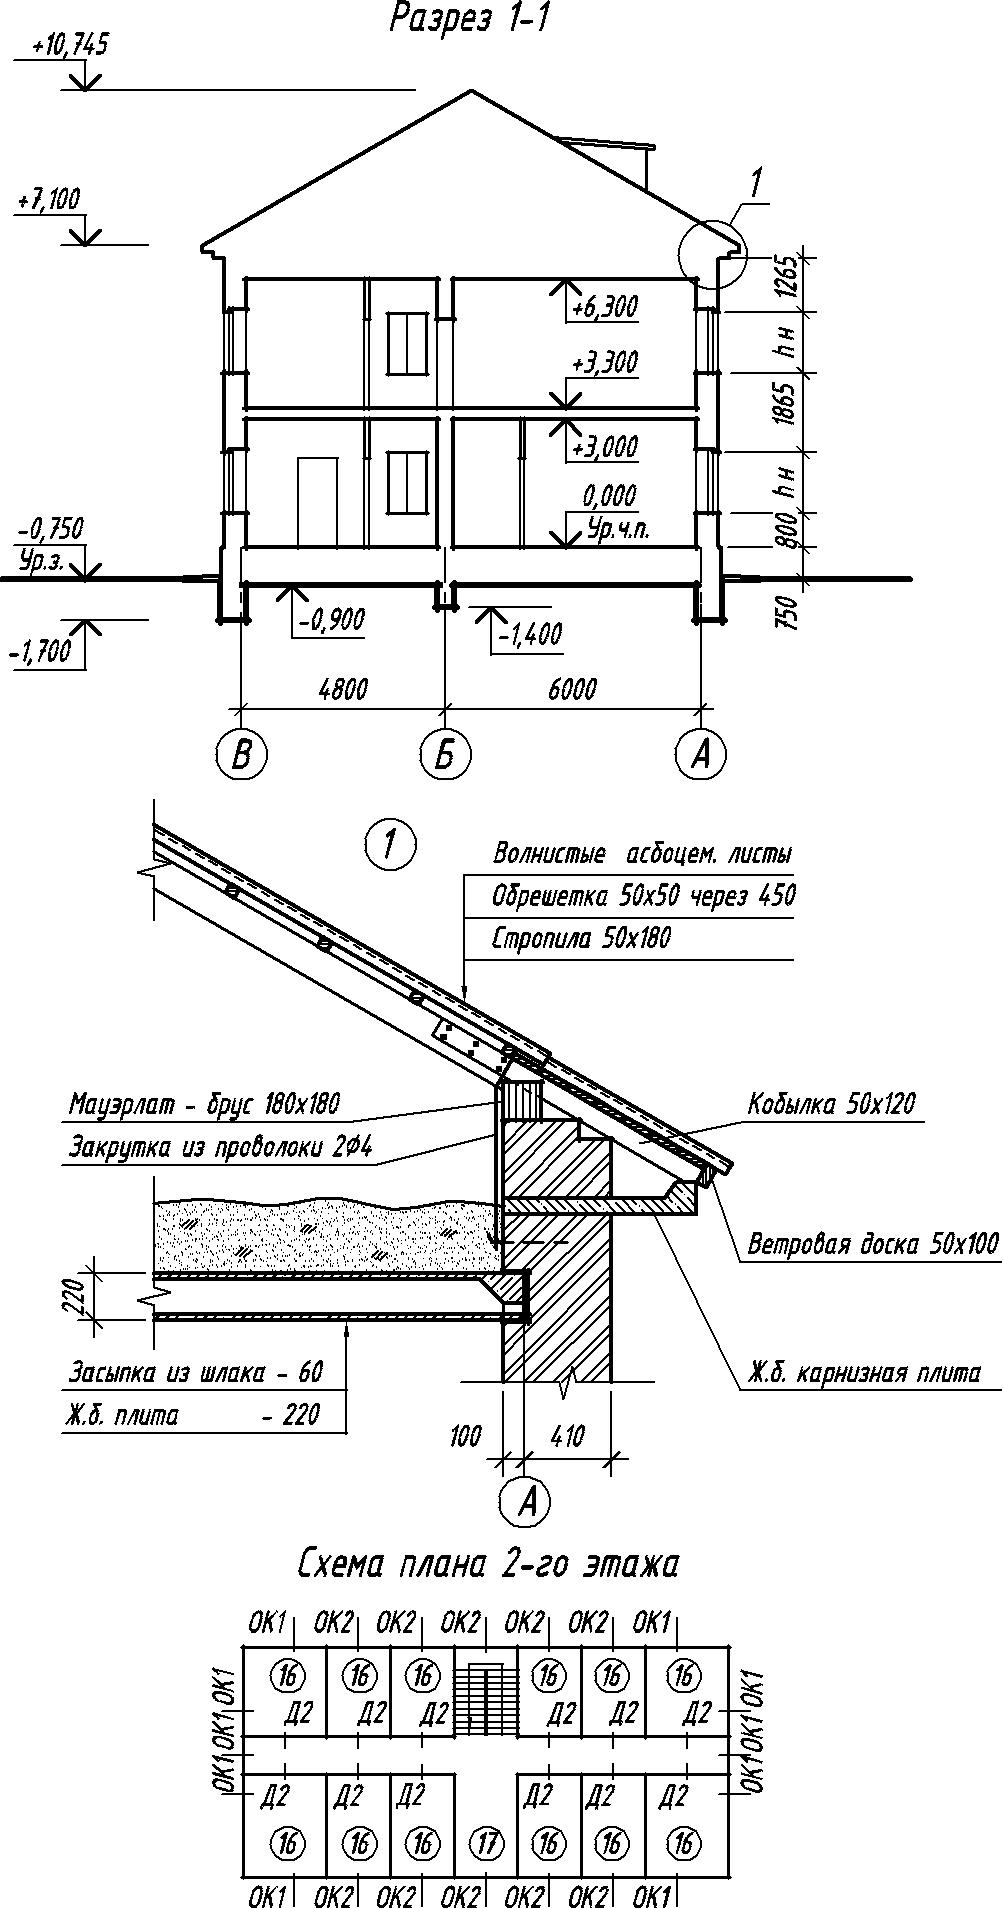 Разрез 1-1
+10,745
+7,100
1
1265
+6,300
hн
+3,300
1865
+3,000
hн
0,000
Ур.ч.п.
800
-0,750
Ур.з.
750
-0,900
-1,400
-1,700
4800
6000
В
Б
А
1
Волнистые асбоцем. листы
Обрешетка 50х50 через 450
Стропила 50х180
Мауэрлат - брус 180х180
Закрутка из проволоки 2Ф4
Кобылка 50х120
Ветровая доска 50х100
220
Засыпка из шлака - 60
Ж.б. плита - 220
Ж.б. карнизная плита
100
410
А
Схема плана 2-го этажа
ОК1 ОК2 ОК2 ОК2 ОК2 ОК2 ОК1
16 16 16 16 16 16
ОК1 ОК1
Д2 Д2 Д2 Д2 Д2 Д2
ОК1 ОК1
ОК1 ОК1
Д2 Д2 Д2 Д2 Д2 Д2
16 16 16 17 16 16 16
ОК1 ОК2 ОК2 ОК2 ОК2 ОК2 ОК1